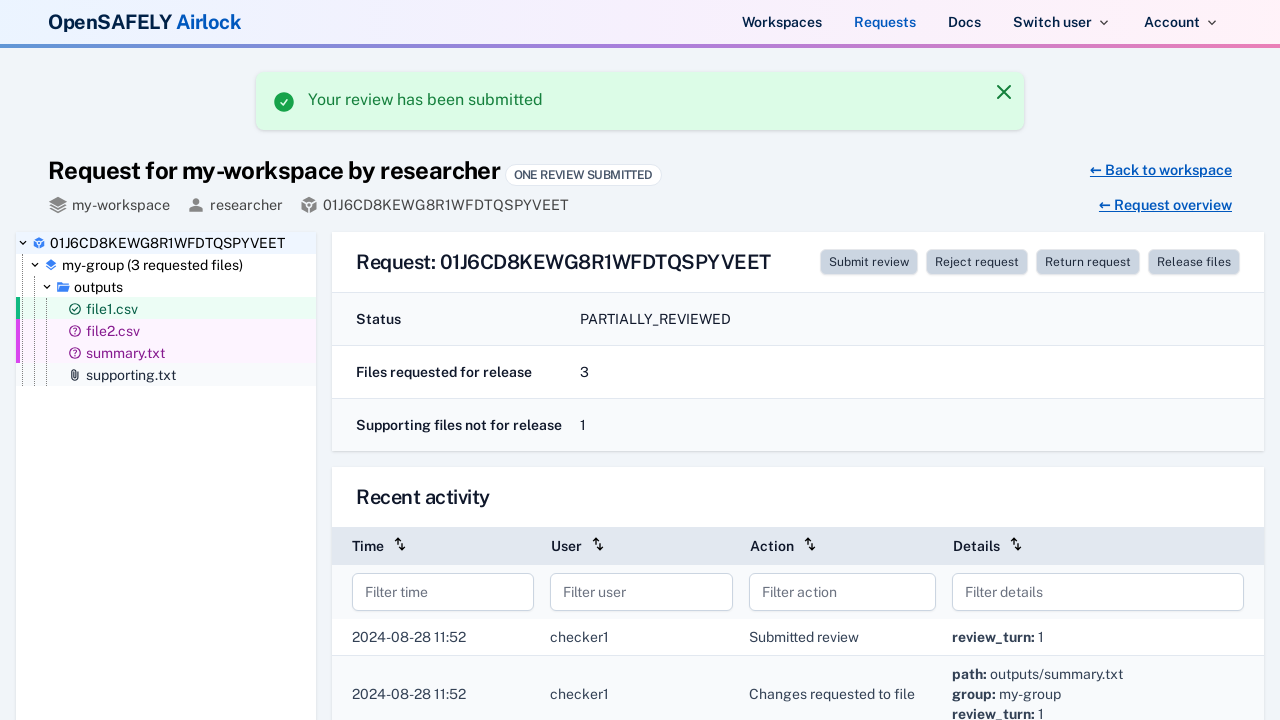 OpenSAFELY Airlock
Workspaces Requests Docs Switch user Account
Your review has been submitted
Request for my-workspace by researcher ONE REVIEW SUBMITTED
← Back to workspace
my-workspace researcher 01J6CD8KEWG8R1WFDTQSPYVEET
← Request overview
01J6CD8KEWG8R1WFDTQSPYVEET
my-group (3 requested files)
outputs
file1.csv
file2.csv
summary.txt
supporting.txt
Request: 01J6CD8KEWG8R1WFDTQSPYVEET
Submit review Reject request Return request Release files
Status PARTIALLY_REVIEWED
Files requested for release 3
Supporting files not for release 1
Recent activity
Time User Action Details
Filter time Filter user Filter action Filter details
2024-08-28 11:52 checker1 Submitted review review_turn: 1
2024-08-28 11:52 checker1 Changes requested to file path: outputs/summary.txt
group: my-group
review_turn: 1